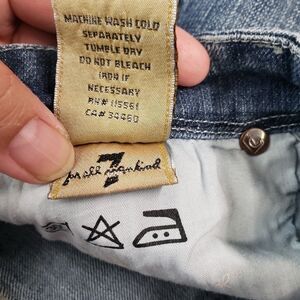 MACHINE WASH COLD
SEPARATELY
TUMBLE DRY
DO NOT BLEACH
IRON IF
NECESSARY
RN# 115561
CA# 34460
7
for all mankind